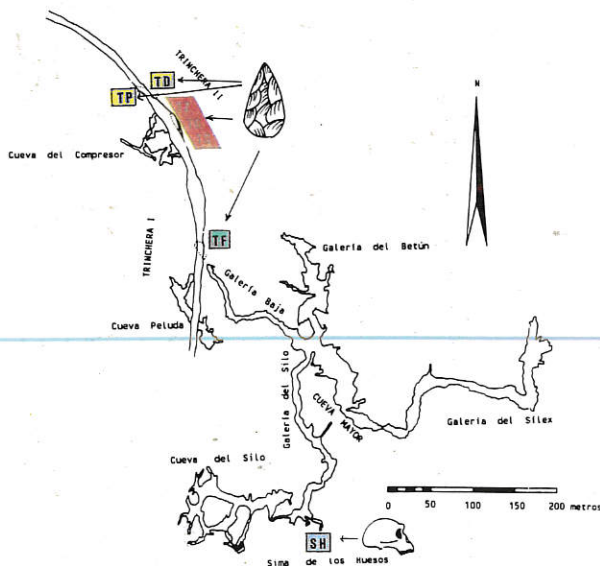 TRINCHERA II
TD
TP
N
Cueva del Compresor
TRINCHERA I
TF
Galería del Betún
Galería Baja
Cueva Peluda
Galería del Silo
CUEVA MAYOR
Galería del Sílex
Cueva del Silo
0 50 100 150 200 metros
SH
Sima de los Huesos